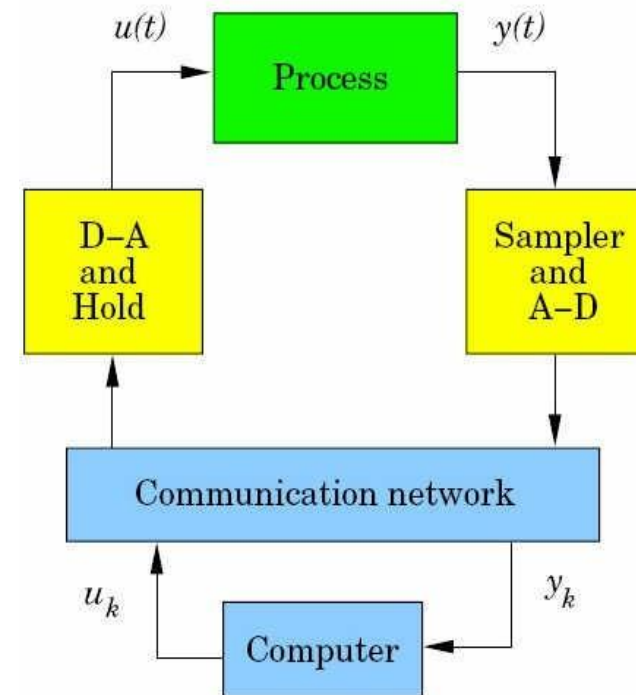 u(t)
y(t)
Process
D–A
and
Hold
Sampler
and
A–D
Communication network
u_k
y_k
Computer